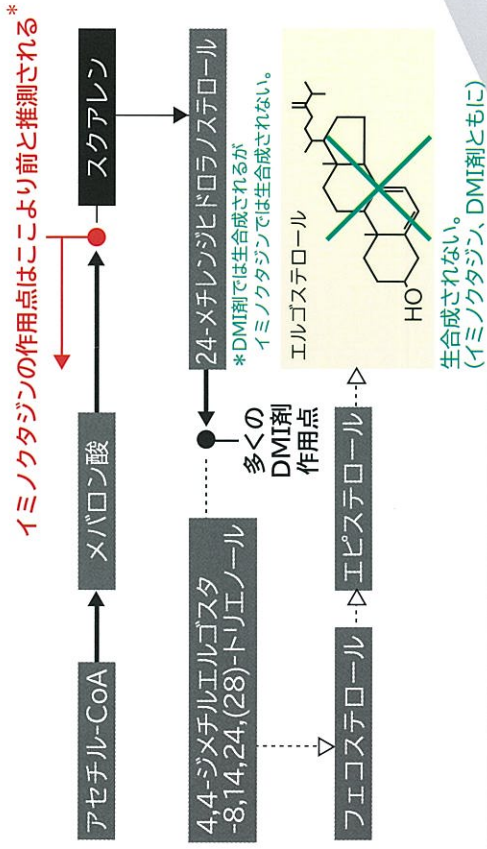 イミノクタジンの作用点はここより前と推測される*
アセチル-CoA
メバロン酸
スクアレン
24-メチレンジヒドロラノステロール
*DMI剤では生合成されるが
イミノクタジンでは生合成されない。
多くの
DMI剤
作用点
4,4-ジメチルエルゴスタ
-8,14,24,(28)-トリエノール
フェコステロール
エピステロール
エルゴステロール
HO
生合成されない。
(イミノクタジン、DMI剤ともに)